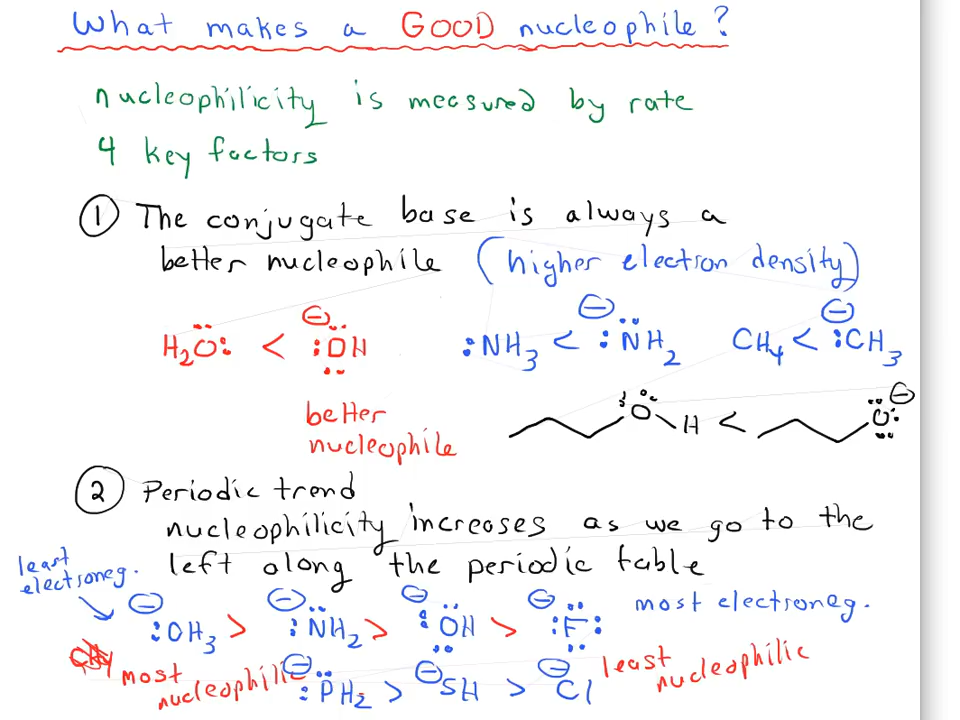 What makes a GOOD nucleophile?
nucleophilicity is measured by rate
4 key factors
① The conjugate base is always a
better nucleophile (higher electron density)
H₂O: < ⊖:OH :NH₃ < ⊖:NH₂ CH₄ < ⊖:CH₃
better
nucleophile
O H < O⊖
② Periodic trend
nucleophilicity increases as we go to the
left along the periodic table
least
electroneg.
most electroneg.
⊖:OH₃ > ⊖:NH₂ > ⊖:OH > ⊖:F:
most
nucleophilic
⊖:PH₂ > ⊖SH > ⊖Cl
least
nucleophilic